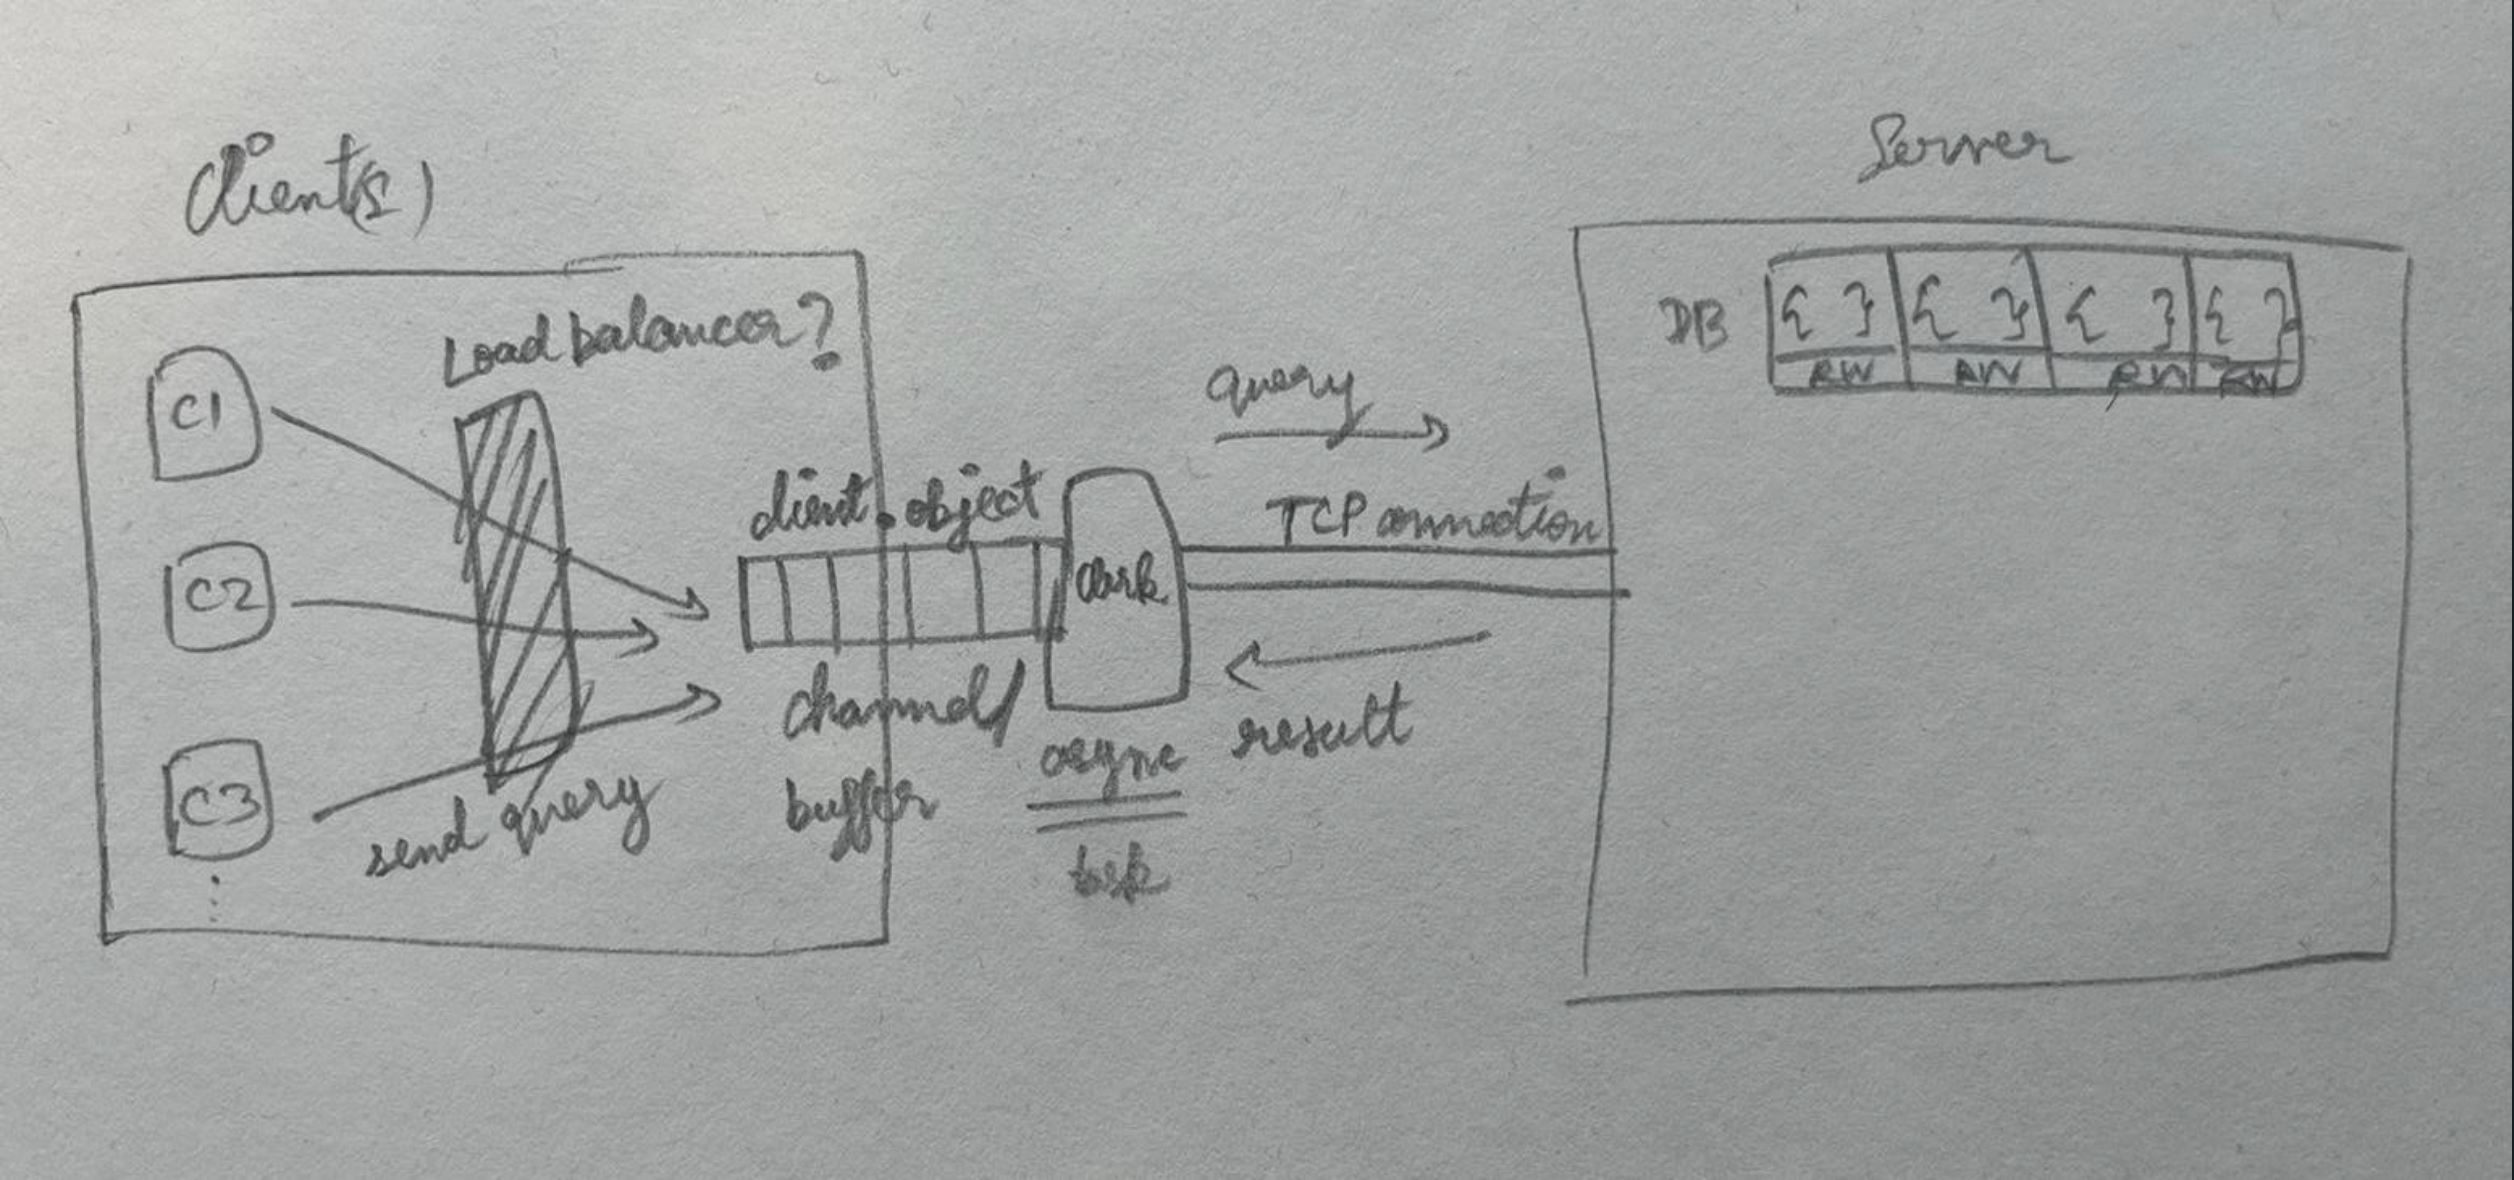 Client(s)
Server
Load balancer?
DB
{ } { } { } { }
RW RW RW RW
C1
query
client object
TCP connection
C2
channel/
async
result
C3
send query
buffer
task